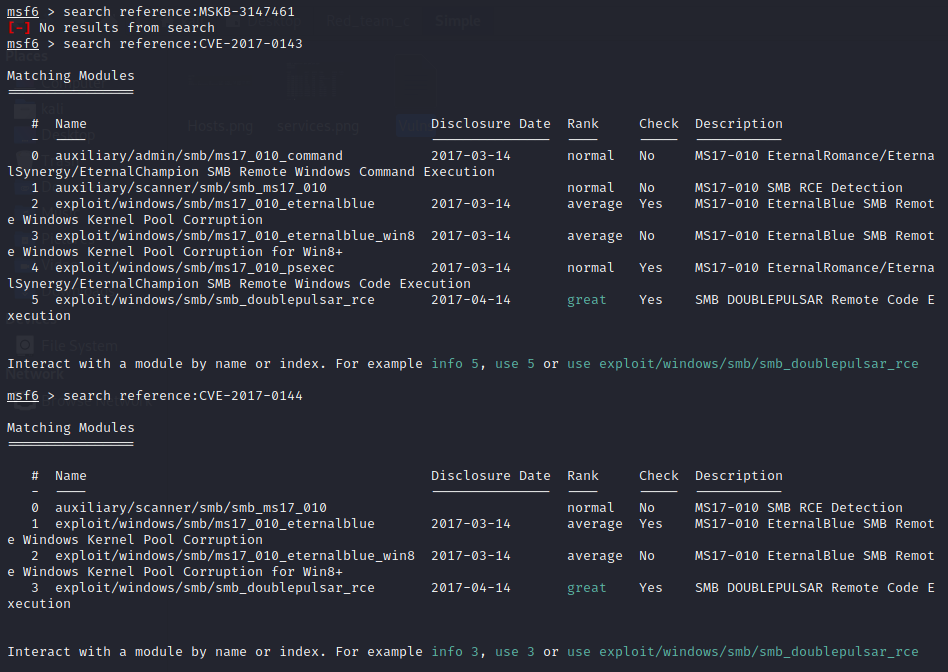 msf6 > search reference:MSKB-3147461
[-] No results from search
msf6 > search reference:CVE-2017-0143
Matching Modules
================
# Name Disclosure Date Rank Check Description
- ---- --------------- ---- ----- -----------
0 auxiliary/admin/smb/ms17_010_command 2017-03-14 normal No MS17-010 EternalRomance/Eterna
lSynergy/EternalChampion SMB Remote Windows Command Execution
1 auxiliary/scanner/smb/smb_ms17_010 normal No MS17-010 SMB RCE Detection
2 exploit/windows/smb/ms17_010_eternalblue 2017-03-14 average Yes MS17-010 EternalBlue SMB Remot
e Windows Kernel Pool Corruption
3 exploit/windows/smb/ms17_010_eternalblue_win8 2017-03-14 average No MS17-010 EternalBlue SMB Remot
e Windows Kernel Pool Corruption for Win8+
4 exploit/windows/smb/ms17_010_psexec 2017-03-14 normal Yes MS17-010 EternalRomance/Eterna
lSynergy/EternalChampion SMB Remote Windows Code Execution
5 exploit/windows/smb/smb_doublepulsar_rce 2017-04-14 great Yes SMB DOUBLEPULSAR Remote Code E
xecution
Interact with a module by name or index. For example info 5, use 5 or use exploit/windows/smb/smb_doublepulsar_rce
msf6 > search reference:CVE-2017-0144
Matching Modules
================
# Name Disclosure Date Rank Check Description
- ---- --------------- ---- ----- -----------
0 auxiliary/scanner/smb/smb_ms17_010 normal No MS17-010 SMB RCE Detection
1 exploit/windows/smb/ms17_010_eternalblue 2017-03-14 average Yes MS17-010 EternalBlue SMB Remot
e Windows Kernel Pool Corruption
2 exploit/windows/smb/ms17_010_eternalblue_win8 2017-03-14 average No MS17-010 EternalBlue SMB Remot
e Windows Kernel Pool Corruption for Win8+
3 exploit/windows/smb/smb_doublepulsar_rce 2017-04-14 great Yes SMB DOUBLEPULSAR Remote Code E
xecution
Interact with a module by name or index. For example info 3, use 3 or use exploit/windows/smb/smb_doublepulsar_rce